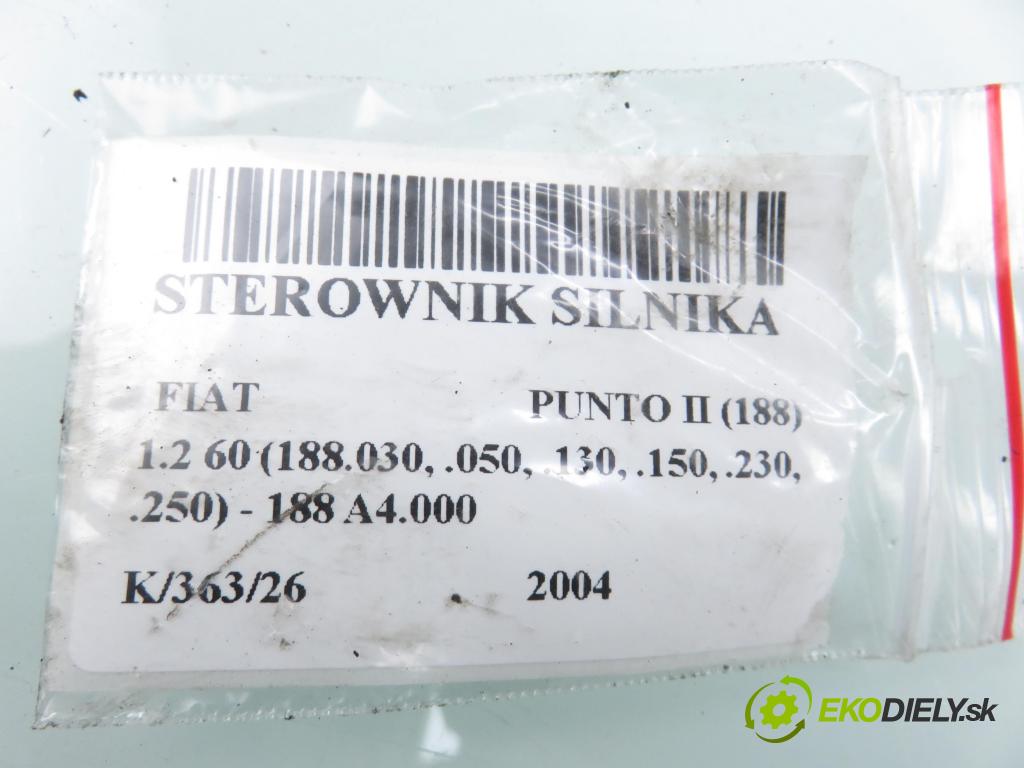 STEROWNIK SILNIKA
FIAT PUNTO II (188)
1.2 60 (188.030, .050, .130, .150, .230,
.250) - 188 A4.000
K/363/26 2004
EKODIELY.sk